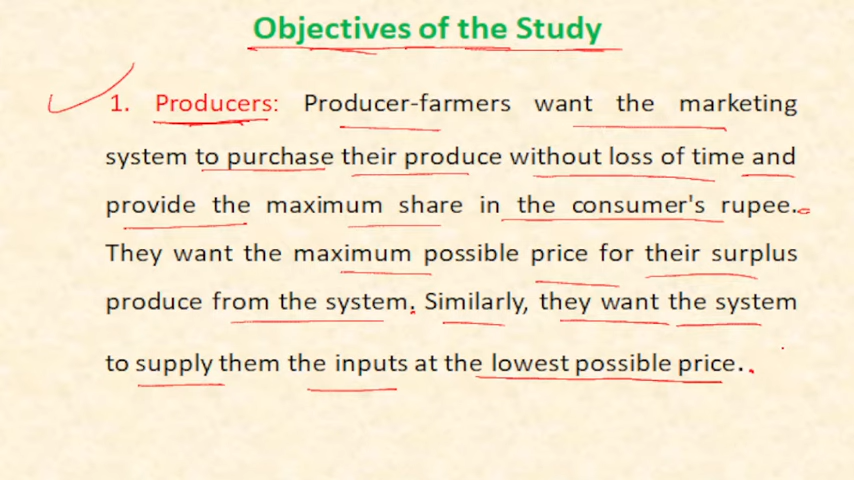 Objectives of the Study
1. Producers: Producer-farmers want the marketing
system to purchase their produce without loss of time and
provide the maximum share in the consumer's rupee.
They want the maximum possible price for their surplus
produce from the system. Similarly, they want the system
to supply them the inputs at the lowest possible price.